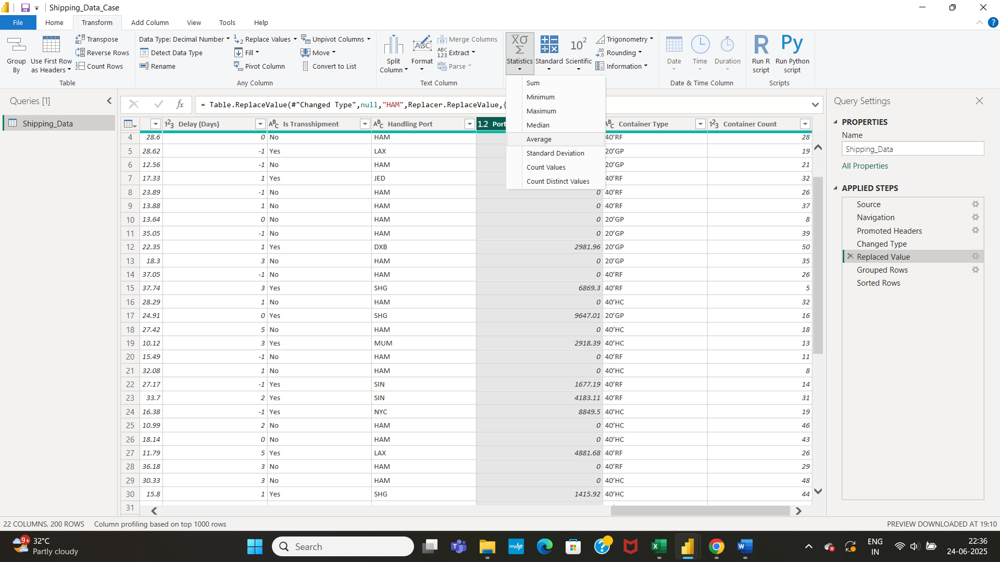 Shipping_Data_Case
File Home Transform Add Column View Tools Help
Group By
Use First Row as Headers
Transpose
Reverse Rows
Count Rows
Table
Data Type: Decimal Number
Detect Data Type
Rename
Replace Values
Fill
Pivot Column
Unpivot Columns
Move
Convert to List
Any Column
Split Column
Format
Merge Columns
Extract
Parse
Text Column
Statistics
Standard
Scientific
Trigonometry
Rounding
Information
Date
Time
Duration
Date & Time Column
Run R script
Run Python script
Scripts
Sum
Minimum
Maximum
Median
Average
Standard Deviation
Count Values
Count Distinct Values
Queries [1]
Shipping_Data
= Table.ReplaceValue(#"Changed Type",null,"HAM",Replacer.ReplaceValue,{
Delay (Days) Is Transshipment Handling Port 1.2 Port Container Type Container Count
4 28.6 0 No HAM 40’RF 28
5 28.62 -1 Yes LAX 20’GP 19
6 12.56 -1 No HAM 20’GP 21
7 17.33 1 Yes JED 40’RF 32
8 23.89 -1 No HAM 0 40’RF 26
9 13.88 1 No HAM 0 40’RF 37
10 13.64 0 No HAM 0 20’GP 8
11 35.05 -1 No HAM 0 20’GP 39
12 22.35 1 Yes DXB 2981.96 20’GP 50
13 18.3 3 No HAM 0 20’GP 35
14 37.05 -1 No HAM 0 40’RF 26
15 37.74 3 Yes SHG 6869.3 40’RF 5
16 28.29 1 No HAM 0 40’HC 32
17 24.91 0 Yes SHG 9647.01 20’GP 16
18 27.42 5 No HAM 0 40’HC 18
19 10.12 3 Yes MUM 2918.39 40’HC 13
20 15.49 -1 No HAM 0 40’RF 11
21 32.08 1 No HAM 0 40’HC 8
22 27.17 -1 Yes SIN 1677.19 40’RF 14
23 33.7 2 Yes SIN 4183.11 40’RF 31
24 16.38 -1 Yes NYC 8849.5 40’HC 19
25 10.99 2 No HAM 0 40’HC 46
26 18.14 0 No HAM 0 40’HC 43
27 11.79 5 Yes LAX 4881.68 40’RF 26
28 36.18 3 No HAM 0 40’RF 29
29 30.33 3 No HAM 0 40’HC 48
30 15.8 1 Yes SHG 1415.92 40’HC 44
31
Query Settings
PROPERTIES
Name
Shipping_Data
All Properties
APPLIED STEPS
Source
Navigation
Promoted Headers
Changed Type
Replaced Value
Grouped Rows
Sorted Rows
22 COLUMNS, 200 ROWS Column profiling based on top 1000 rows
PREVIEW DOWNLOADED AT 19:10
9+
32°C
Partly cloudy
Search
ENG
IN
22:36
24-06-2025